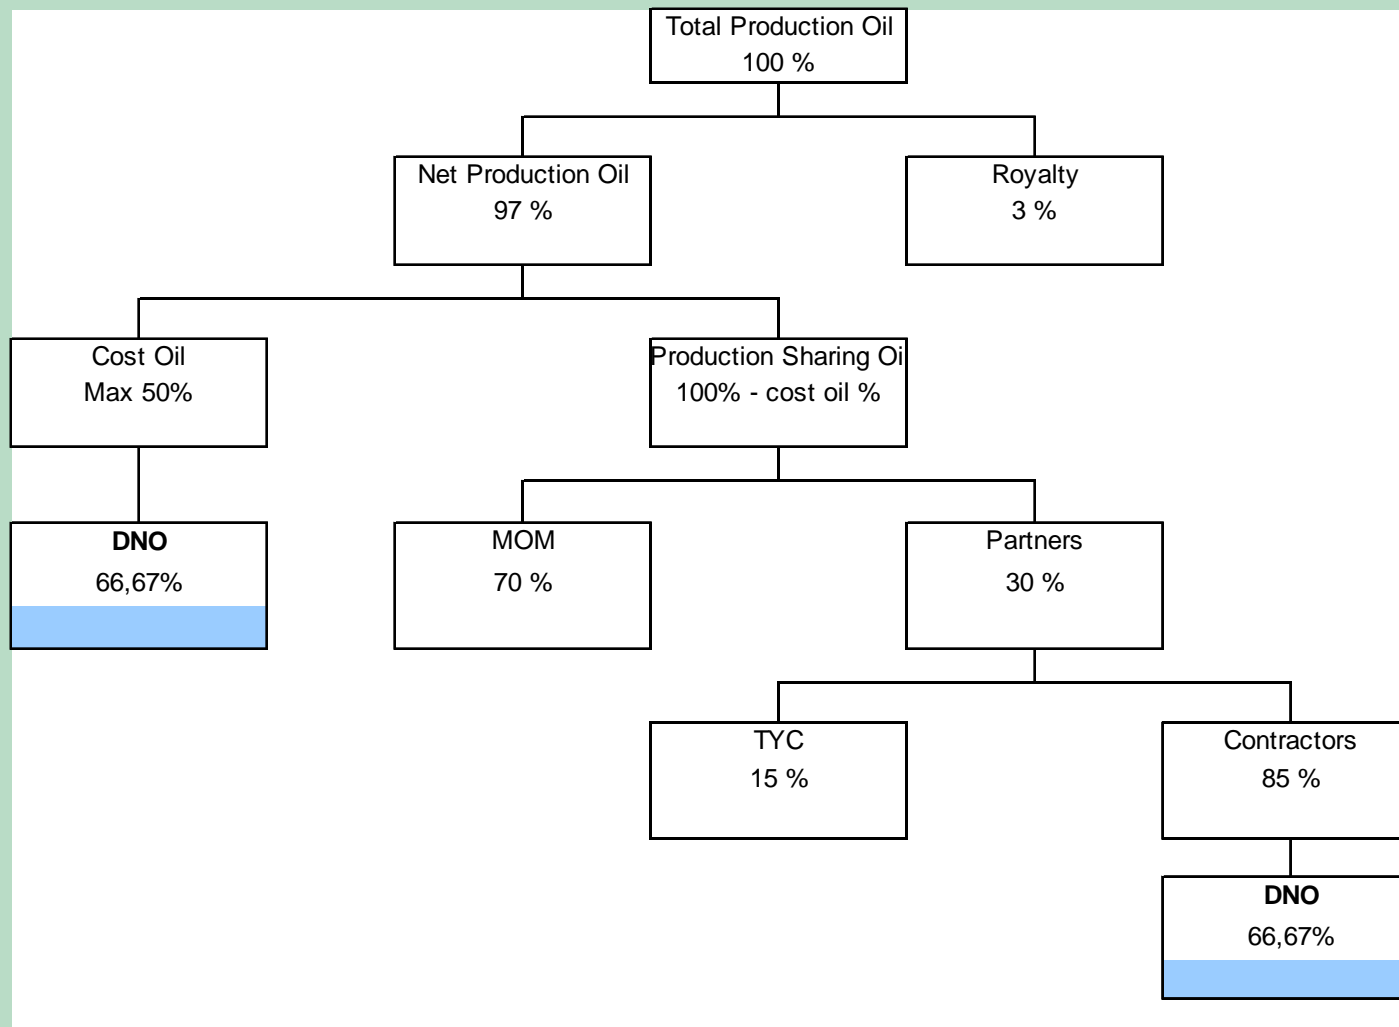 Total Production Oil
100 %
Net Production Oil
97 %
Royalty
3 %
Cost Oil
Max 50%
Production Sharing Oi
100% - cost oil %
DNO
66,67%
MOM
70 %
Partners
30 %
TYC
15 %
Contractors
85 %
DNO
66,67%